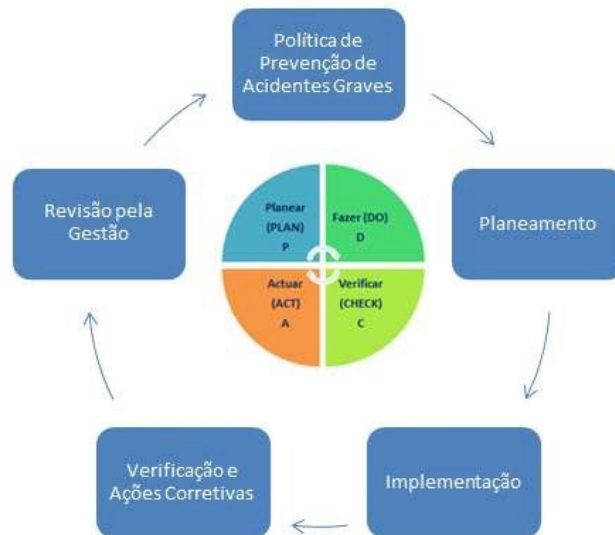 Política de
Prevenção de
Acidentes Graves
Planeamento
Implementação
Verificação e
Ações Corretivas
Revisão pela
Gestão
Planear
(PLAN)
P
Fazer (DO)
D
Verificar
(CHECK)
C
Actuar
(ACT)
A